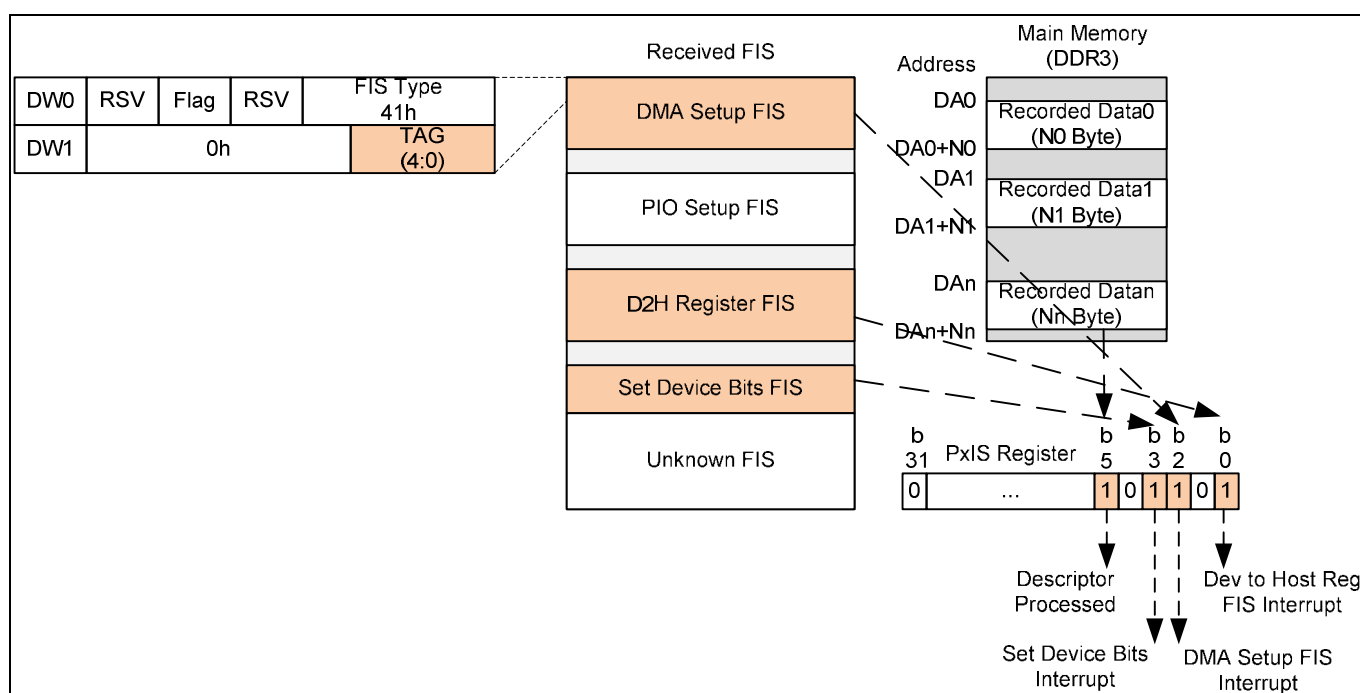 Received FIS
Main Memory
(DDR3)
Address
DW0 RSV Flag RSV FIS Type
41h
DW1 0h TAG
(4:0)
DMA Setup FIS
PIO Setup FIS
D2H Register FIS
Set Device Bits FIS
Unknown FIS
DA0
Recorded Data0
(N0 Byte)
DA0+N0
DA1
Recorded Data1
(N1 Byte)
DA1+N1
DAn
Recorded Datan
(Nn Byte)
DAn+Nn
b
31
PxIS Register
b
5
b
3
b
2
b
0
0 ... 1 0 1 1 0 1
Descriptor
Processed
Dev to Host Reg
FIS Interrupt
Set Device Bits
Interrupt
DMA Setup FIS
Interrupt